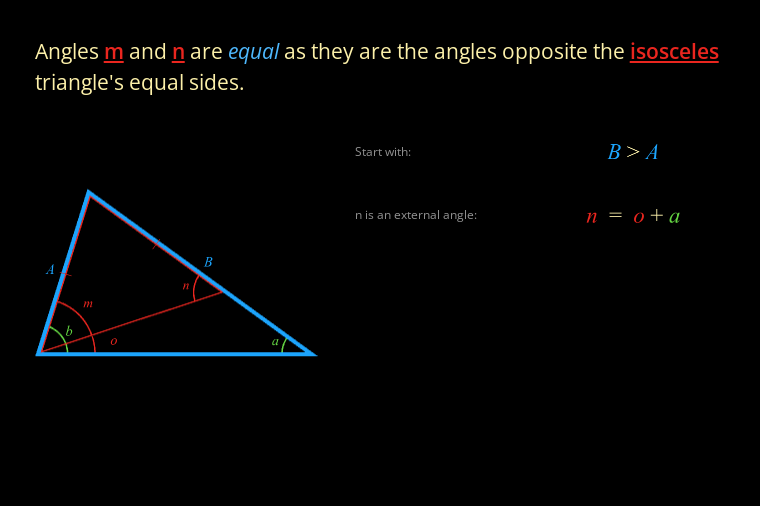 Angles m and n are equal as they are the angles opposite the isosceles
triangle's equal sides.
Start with:
B > A
n is an external angle:
n = o + a
A
B
n
m
b
o
a